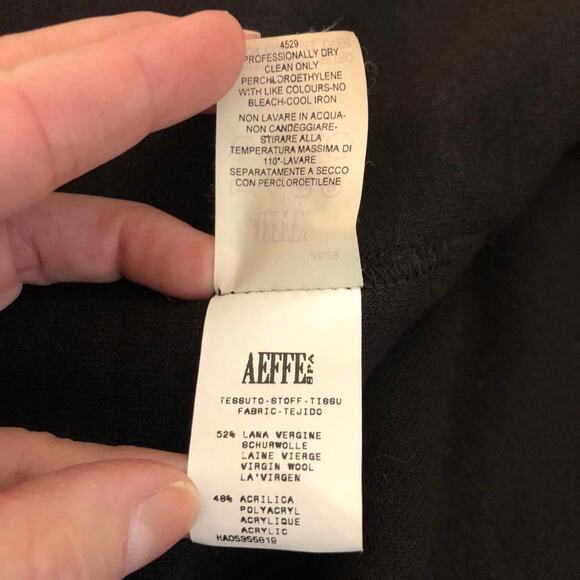 4529
PROFESSIONALLY DRY
CLEAN ONLY
PERCHLOROETHYLENE
WITH LIKE COLOURS-NO
BLEACH-COOL IRON
NON LAVARE IN ACQUA-
NON CANDEGGIARE-
STIRARE ALLA
TEMPERATURA MASSIMA DI
110°-LAVARE
SEPARATAMENTE A SECCO
CON PERCLOROETILENE
4529
AEFFE SPA
TESSUTO-STOFF-TISSU
FABRIC-TEJIDO
52% LANA VERGINE
SCHURWOLLE
LAINE VIERGE
VIRGIN WOOL
LA'VIRGEN
48% ACRILICA
POLYACRYL
ACRYLIQUE
ACRYLIC
HAD5355619